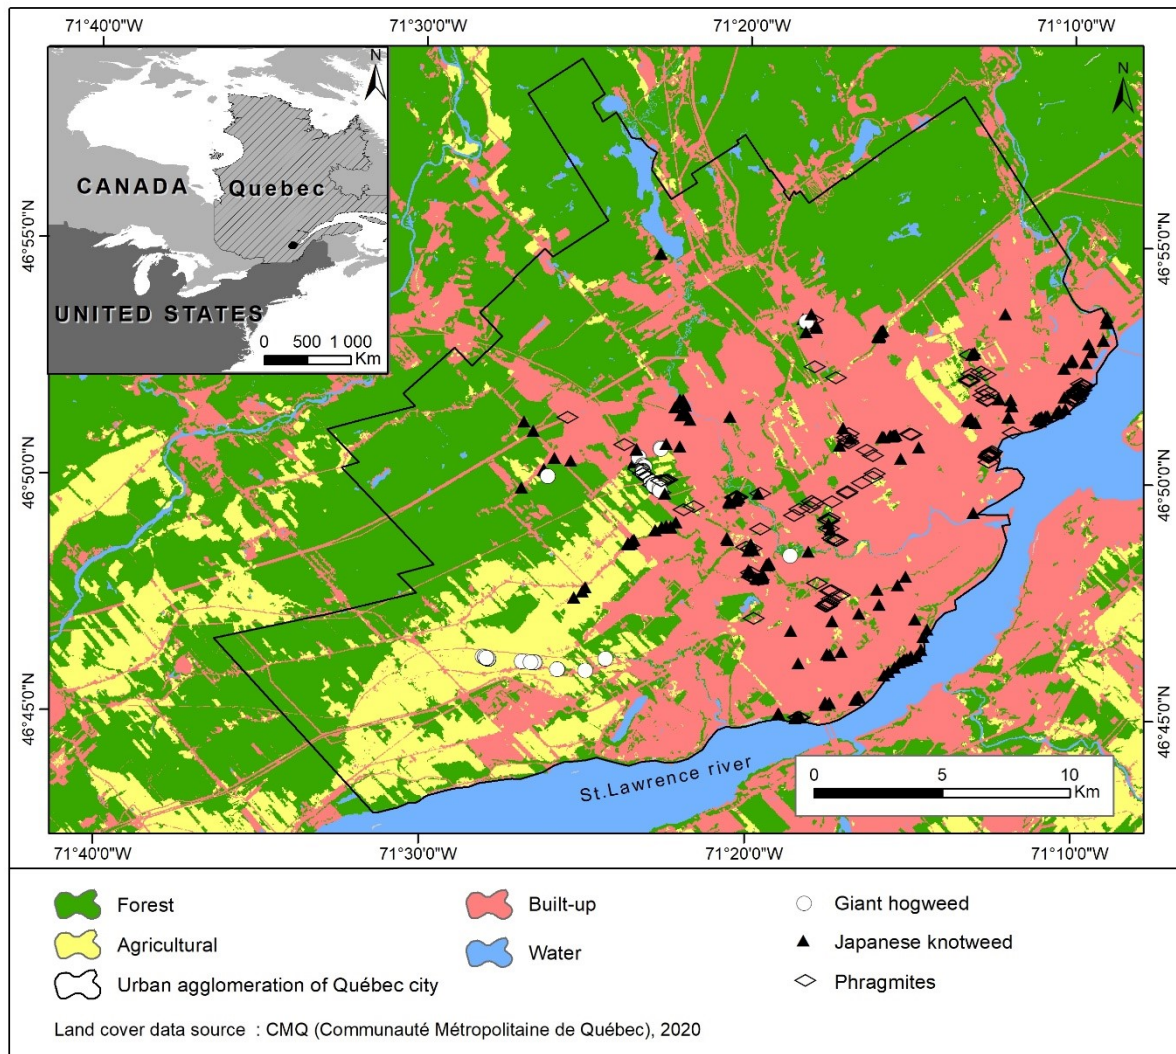 71°40'0"W 71°30'0"W 71°20'0"W 71°10'0"W
N
N
CANADA Quebec
UNITED STATES
0 500 1 000
Km
46°55'0"N
46°55'0"N
46°50'0"N
46°50'0"N
46°45'0"N
46°45'0"N
St.Lawrence river
0 5 10
Km
71°40'0"W 71°30'0"W 71°20'0"W 71°10'0"W
Forest
Built-up
Giant hogweed
Agricultural
Water
Japanese knotweed
Urban agglomeration of Québec city
Phragmites
Land cover data source : CMQ (Communauté Métropolitaine de Québec), 2020